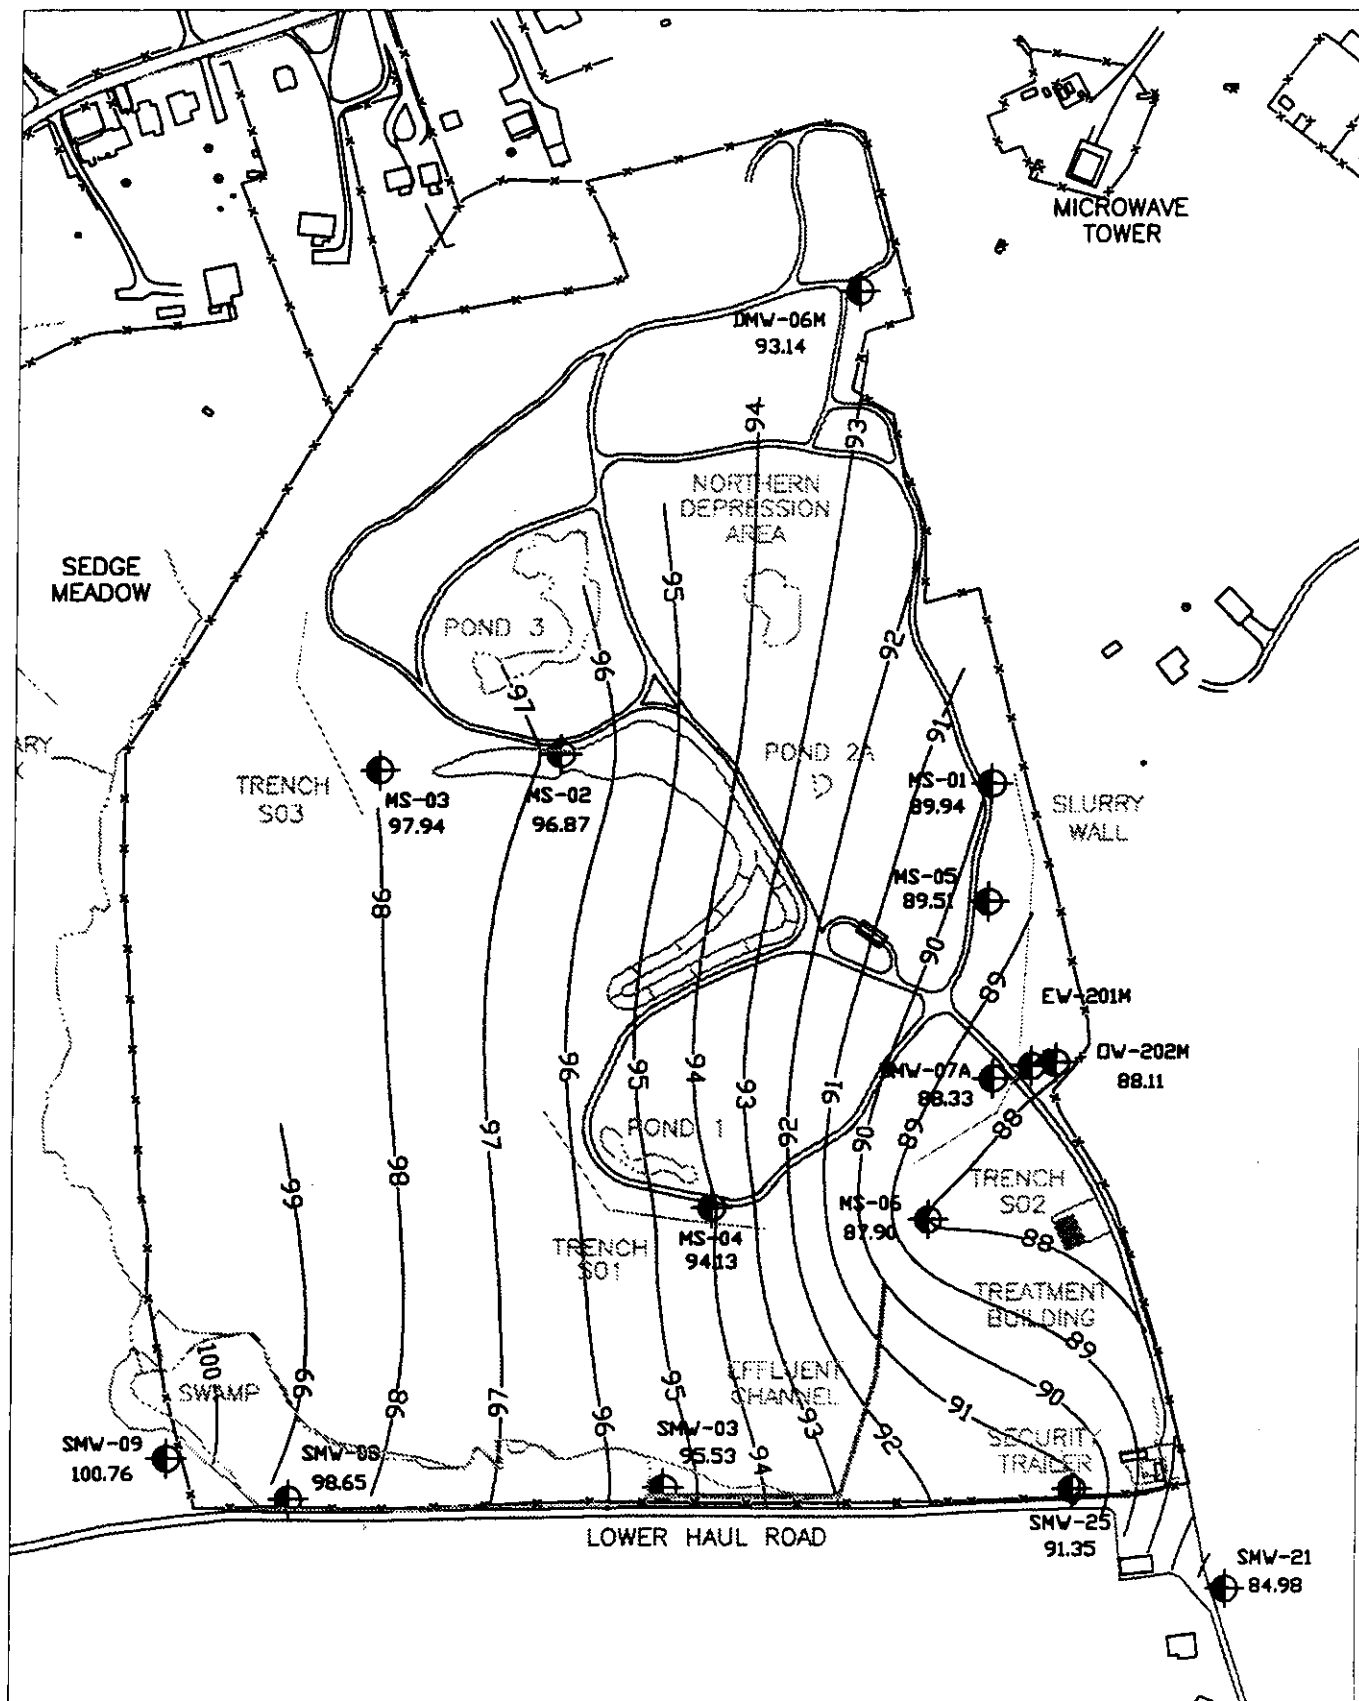 MICROWAVE
TOWER
DMW-06M
93.14
94
93
NORTHERN
DEPRESSION
AREA
SEDGE
MEADOW
95
POND 3
92
96
97
91
ARY
POND 2A
TRENCH
S03
MS-03
97.94
MS-02
96.87
MS-01
89.94
SLURRY
WALL
MS-05
89.51
98
90
89
EW-201M
OW-202M
88.11
SMW-07A
88.33
96
95
94
93
91
92
97
90
89
88
POND 1
98
99
TRENCH
S02
MS-06
87.90
MS-04
94.13
TRENCH
S01
88
TREATMENT
BUILDING
89
100
SWAMP
99
98
97
96
95
EFFLUENT
CHANNEL
93
92
91
90
94
SECURITY
TRAILER
SMW-09
100.76
SMW-08
98.65
SMW-03
95.53
LOWER HAUL ROAD
SMW-25
91.35
SMW-21
84.98